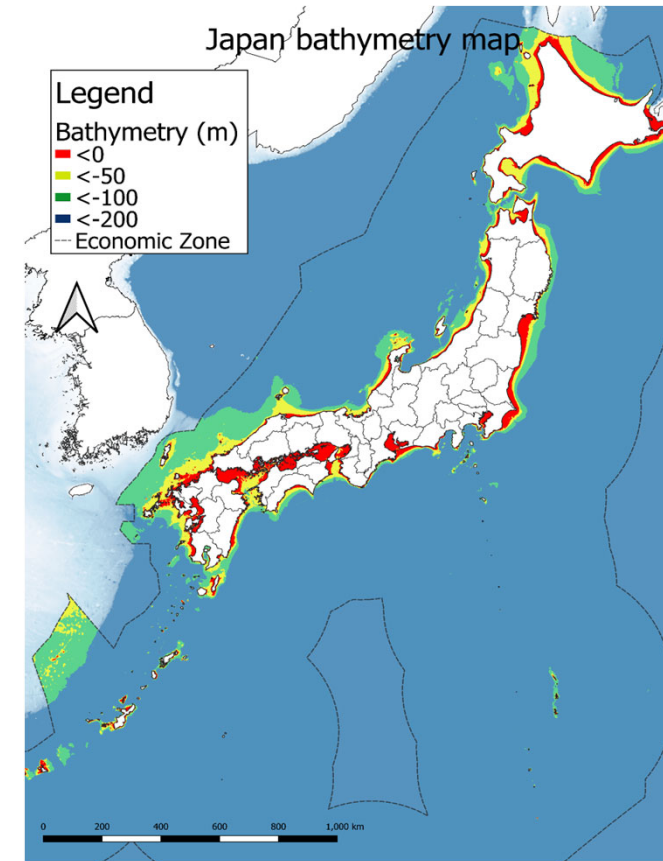 Japan bathymetry map
Legend
Bathymetry (m)
<0
<-50
<-100
<-200
Economic Zone
0 200 400 600 800 1,000 km